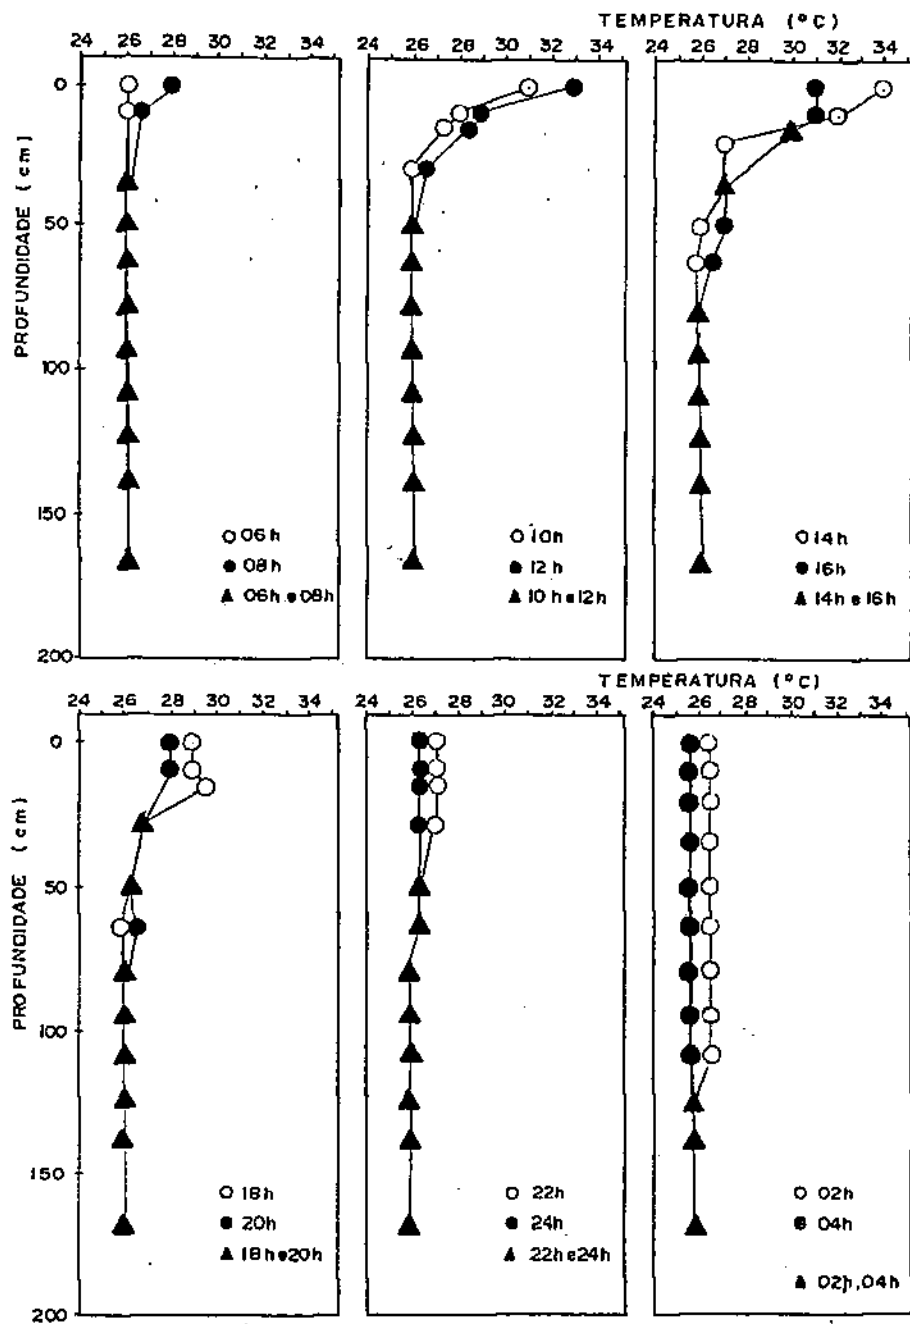 TEMPERATURA (°C)
24 26 28 30 32 34
24 26 28 30 32 34
24 26 28 30 32 34
PROFUNDIDADE (cm)
0
50
100
150
200
06h
08h
06h e 08h
10h
12h
10h e 12h
14h
16h
14h e 16h
TEMPERATURA (°C)
24 26 28 30 32 34
24 26 28 30 32 34
24 26 28 30 32 34
PROFUNDIDADE (cm)
0
50
100
150
200
18h
20h
18h e 20h
22h
24h
22h e 24h
02h
04h
02h, 04h